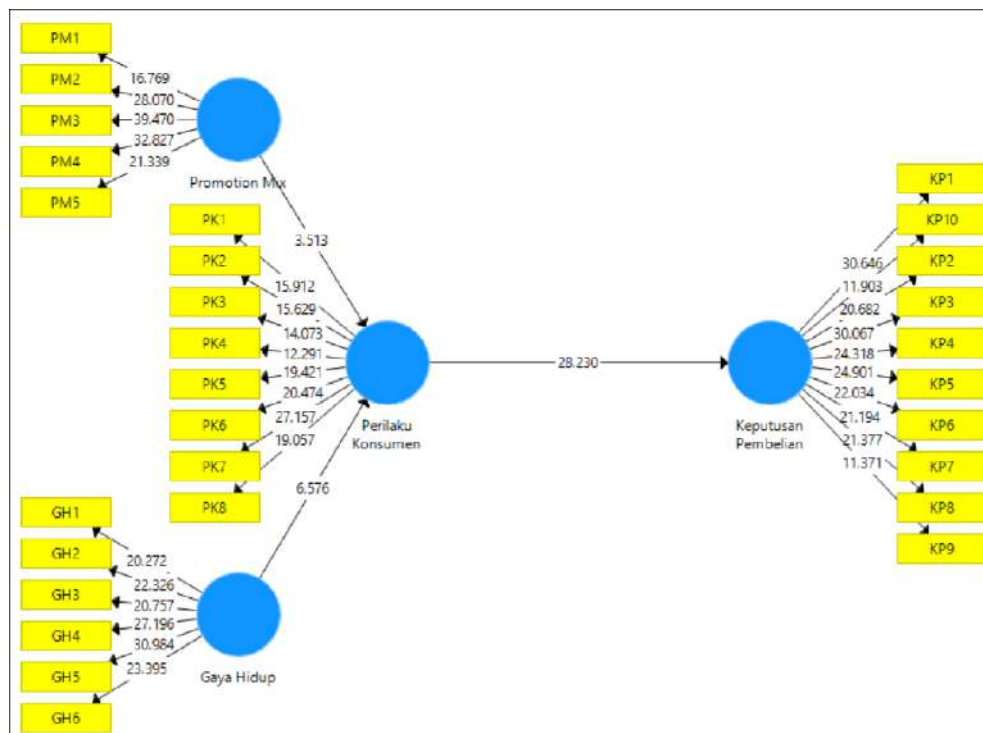 PM1
PM2
PM3
PM4
PM5
16.769
28.070
39.470
32.827
21.339
Promotion Mix
3.513
PK1
PK2
PK3
PK4
PK5
PK6
PK7
PK8
15.912
15.629
14.073
12.291
19.421
20.474
27.157
19.057
Perilaku
Konsumen
28.230
6.576
GH1
GH2
GH3
GH4
GH5
GH6
20.272
22.326
20.757
27.196
30.984
23.395
Gaya Hidup
Keputusan
Pembelian
30.646
11.903
20.682
30.067
24.318
24.901
22.034
21.194
21.377
11.371
KP1
KP10
KP2
KP3
KP4
KP5
KP6
KP7
KP8
KP9